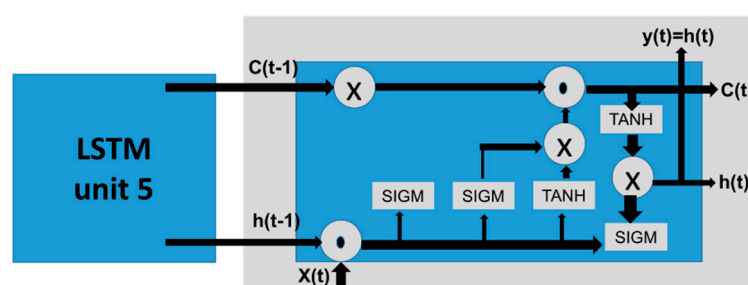 y(t)=h(t)
C(t-1)
C(t
X
TANH
LSTM
unit 5
X
X
SIGM
SIGM
TANH
h(t)
h(t-1)
SIGM
X(t)